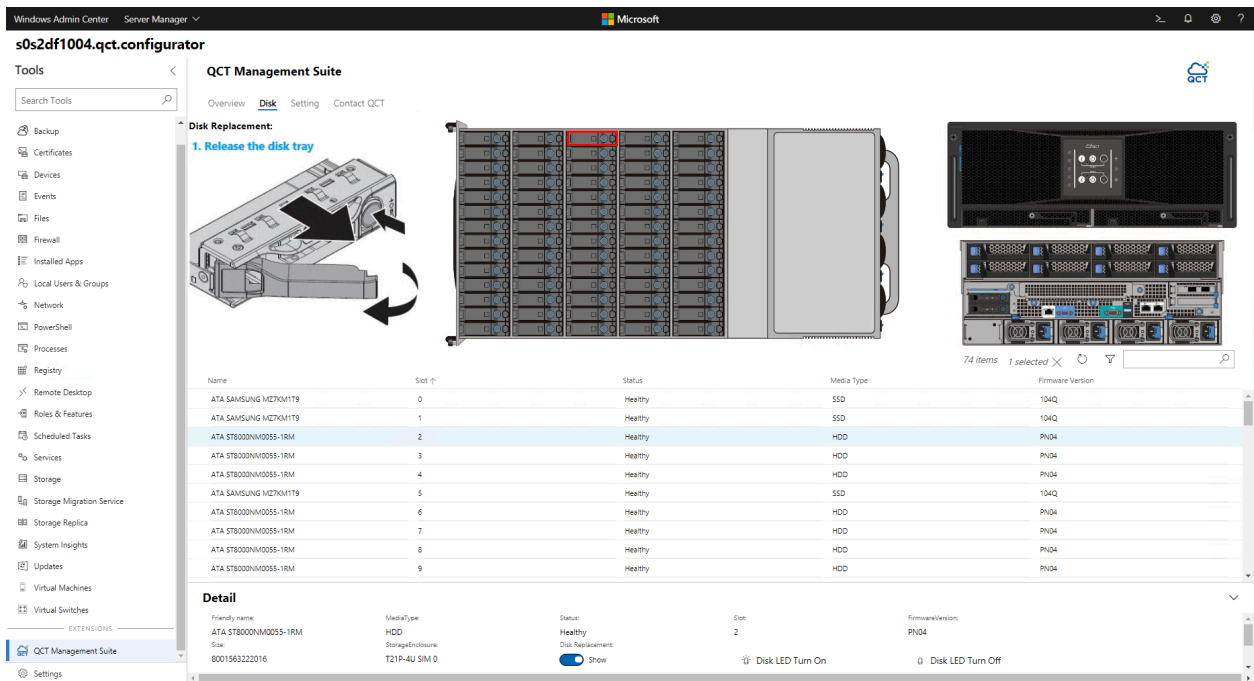 Windows Admin Center Server Manager Microsoft ?
s0s2df1004.qct.configurator
Tools
Search Tools
Backup
Certificates
Devices
Events
Files
Firewall
Installed Apps
Local Users & Groups
Network
PowerShell
Processes
Registry
Remote Desktop
Roles & Features
Scheduled Tasks
Services
Storage
Storage Migration Service
Storage Replica
System Insights
Updates
Virtual Machines
Virtual Switches
EXTENSIONS
QCT Management Suite
Settings
QCT Management Suite
QCT
Overview Disk Setting Contact QCT
Disk Replacement:
1. Release the disk tray
74 items 1 selected
Name Slot Status Media Type Firmware Version
ATA SAMSUNG MZ7KM1T9 0 Healthy SSD 104Q
ATA SAMSUNG MZ7KM1T9 1 Healthy SSD 104Q
ATA ST8000NM0055-1RM 2 Healthy HDD PN04
ATA ST8000NM0055-1RM 3 Healthy HDD PN04
ATA ST8000NM0055-1RM 4 Healthy HDD PN04
ATA SAMSUNG MZ7KM1T9 5 Healthy SSD 104Q
ATA ST8000NM0055-1RM 6 Healthy HDD PN04
ATA ST8000NM0055-1RM 7 Healthy HDD PN04
ATA ST8000NM0055-1RM 8 Healthy HDD PN04
ATA ST8000NM0055-1RM 9 Healthy HDD PN04
Detail
Friendly name: MediaType: Status: Slot: FirmwareVersion:
ATA ST8000NM0055-1RM HDD Healthy 2 PN04
Size: StorageEnclosure: Disk Replacement:
8001563222016 T21P-4U SIM 0 Show Disk LED Turn On Disk LED Turn Off